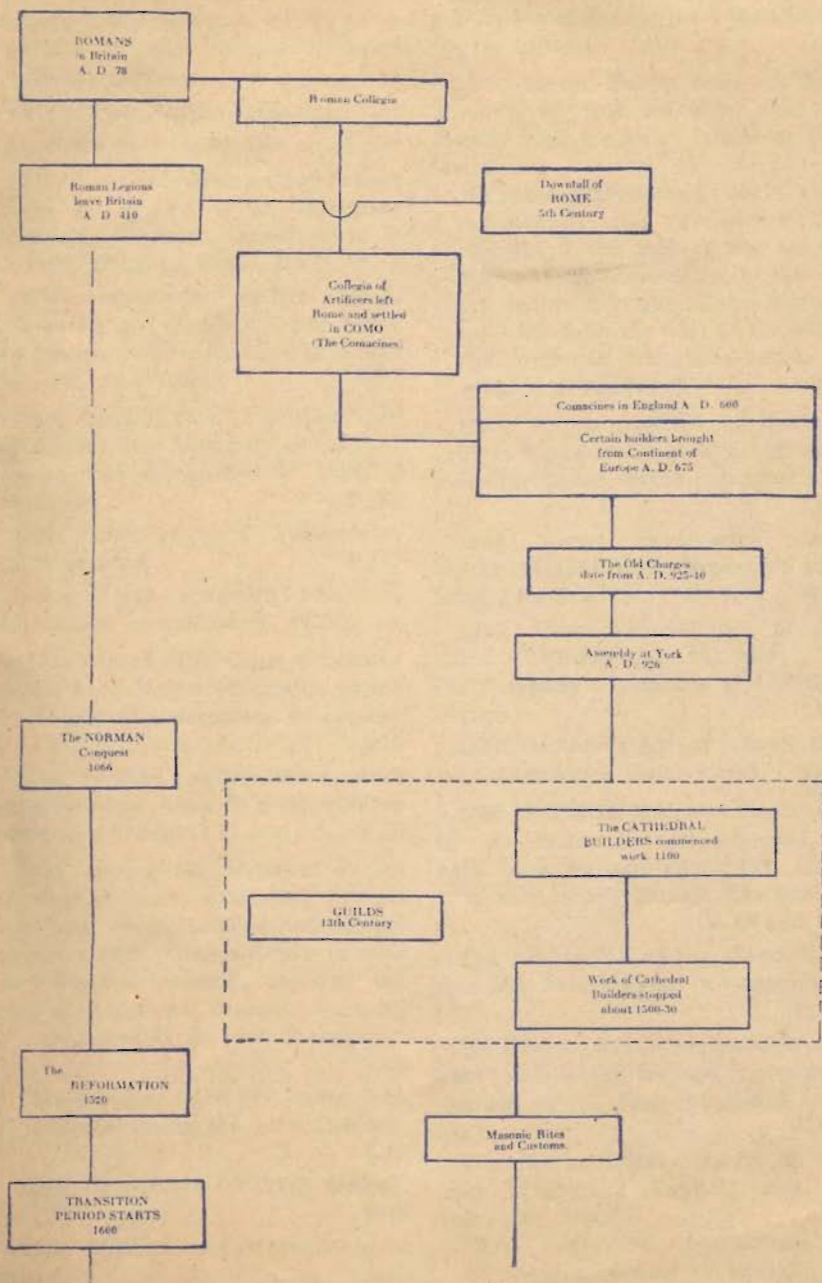 ROMANS
in Britain
A. D. 78
Roman Collegia
Roman Legions
leave Britain
A. D. 410
Downfall of
ROME
5th Century
Collegia of
Artificers left
Rome and settled
in COMO
(The Comacines)
Comacines in England A. D. 600
Certain builders brought
from Continent of
Europe A. D. 675
The Old Charges
date from A. D. 925-40
Assembly at York
A. D. 926
The NORMAN
Conquest
1066
The CATHEDRAL
BUILDERS commenced
work 1100
GUILDS
13th Century
Work of Cathedral
Builders stopped
about 1500-30
The
REFORMATION
1520
Masonic Rites
and Customs.
TRANSITION
PERIOD STARTS
1600